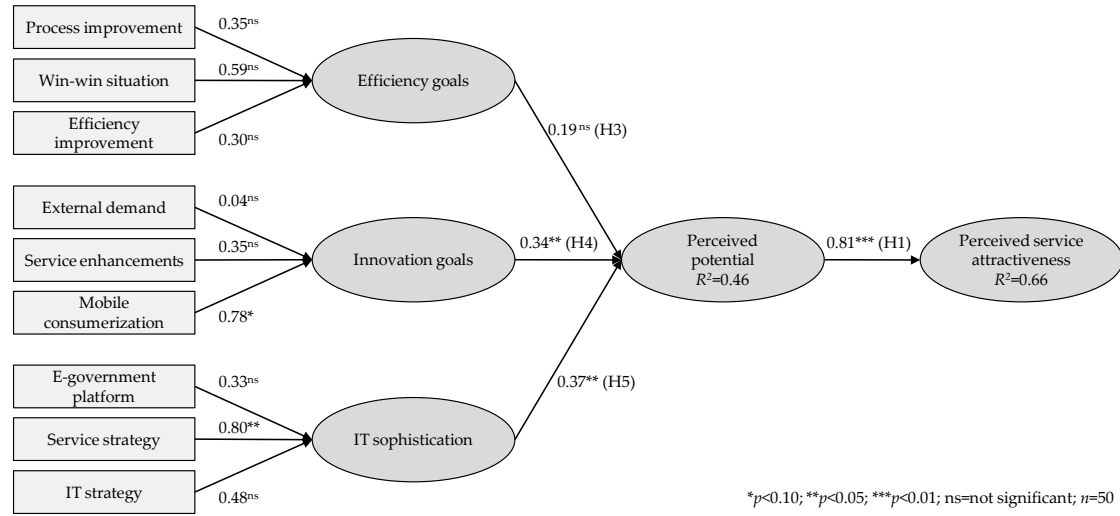 Process improvement
0.35ns
Win-win situation
0.59ns
Efficiency
improvement
0.30ns
Efficiency goals
0.19 ns (H3)
External demand
0.04ns
Service enhancements
0.35ns
Mobile
consumerization
0.78*
Innovation goals
0.34** (H4)
Perceived
potential
R²=0.46
0.81*** (H1)
Perceived service
attractiveness
R²=0.66
E-government
platform
0.33ns
Service strategy
0.80**
IT strategy
0.48ns
IT sophistication
0.37** (H5)
*p<0.10; **p<0.05; ***p<0.01; ns=not significant; n=50